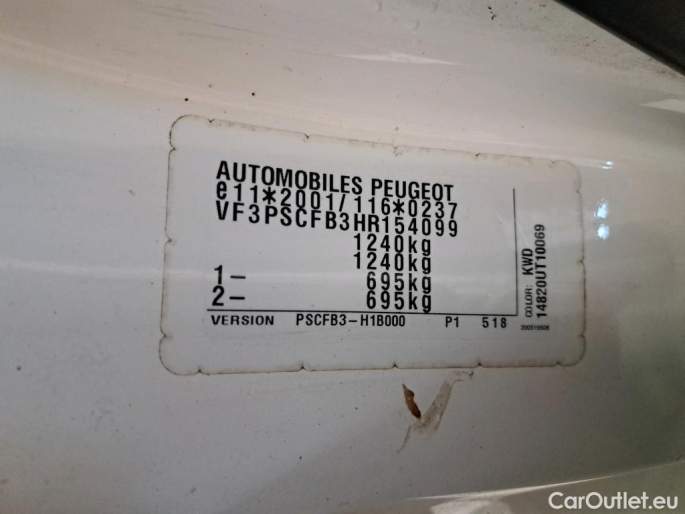 AUTOMOBILES PEUGEOT
e11*2001/116*0237
VF3PSCFB3HR154099
1240kg
1240kg
1- 695kg
2- 695kg
VERSION PSCFB3-H1B000 P1 518
COLOR: KWD
14820UT10069
CarOutlet.eu